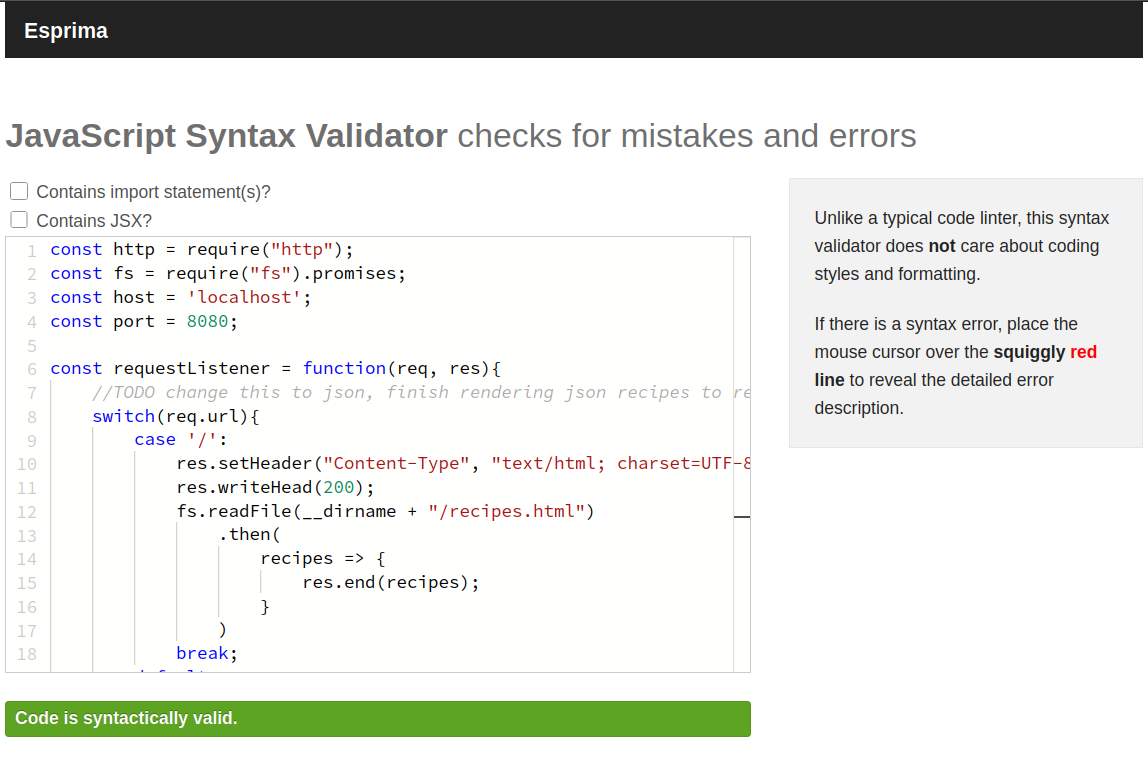 Esprima
JavaScript Syntax Validator checks for mistakes and errors
Contains import statement(s)?
Contains JSX?
1 const http = require("http");
2 const fs = require("fs").promises;
3 const host = 'localhost';
4 const port = 8080;
5
6 const requestListener = function(req, res){
7 //TODO change this to json, finish rendering json recipes to re
8 switch(req.url){
9 case '/':
10 res.setHeader("Content-Type", "text/html; charset=UTF-8
11 res.writeHead(200);
12 fs.readFile(__dirname + "/recipes.html")
13 .then(
14 recipes => {
15 res.end(recipes);
16 }
17 )
18 break;
Code is syntactically valid.
Unlike a typical code linter, this syntax
validator does not care about coding
styles and formatting.
If there is a syntax error, place the
mouse cursor over the squiggly red
line to reveal the detailed error
description.